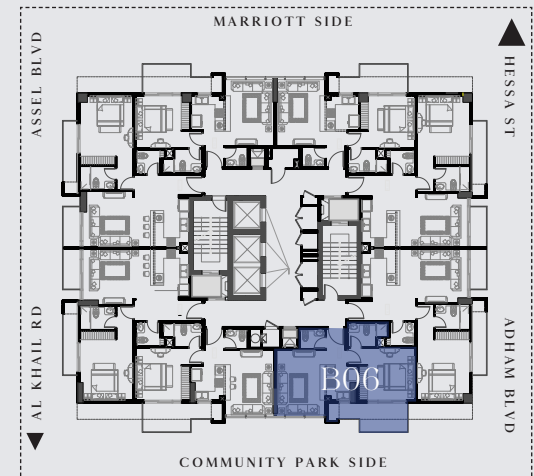 MARRIOTT SIDE
ASSEL BLVD
HESSA ST
AL KHAIL RD
ADHAM BLVD
B06
COMMUNITY PARK SIDE